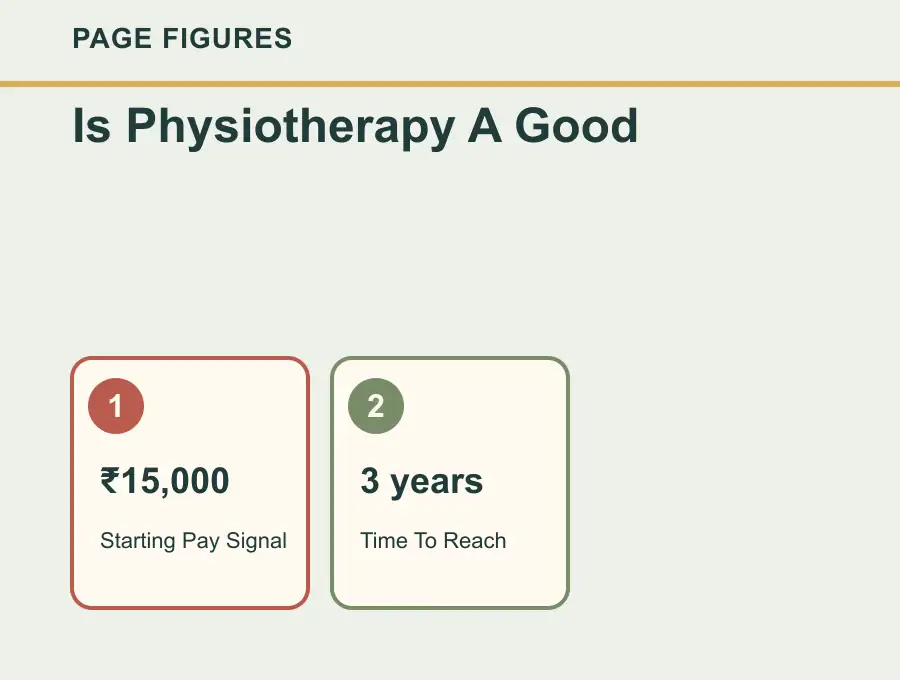 PAGE FIGURES
Is Physiotherapy A Good
1
₹15,000
Starting Pay Signal
2
3 years
Time To Reach